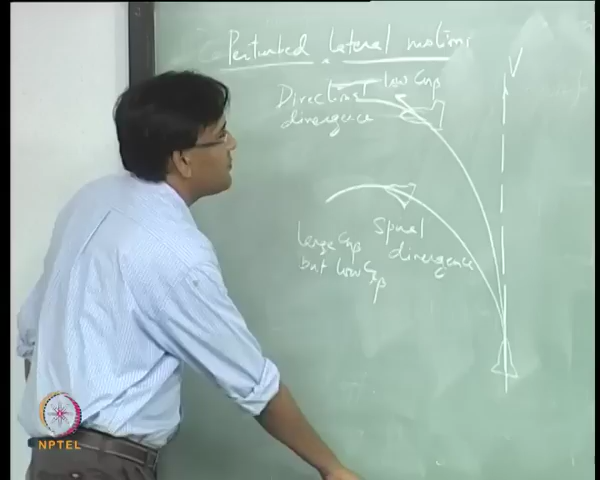 Perturbed lateral motions
V
Directional low Cnβ
divergence
large Cnβ Spiral
but low Clβ divergence
NPTEL